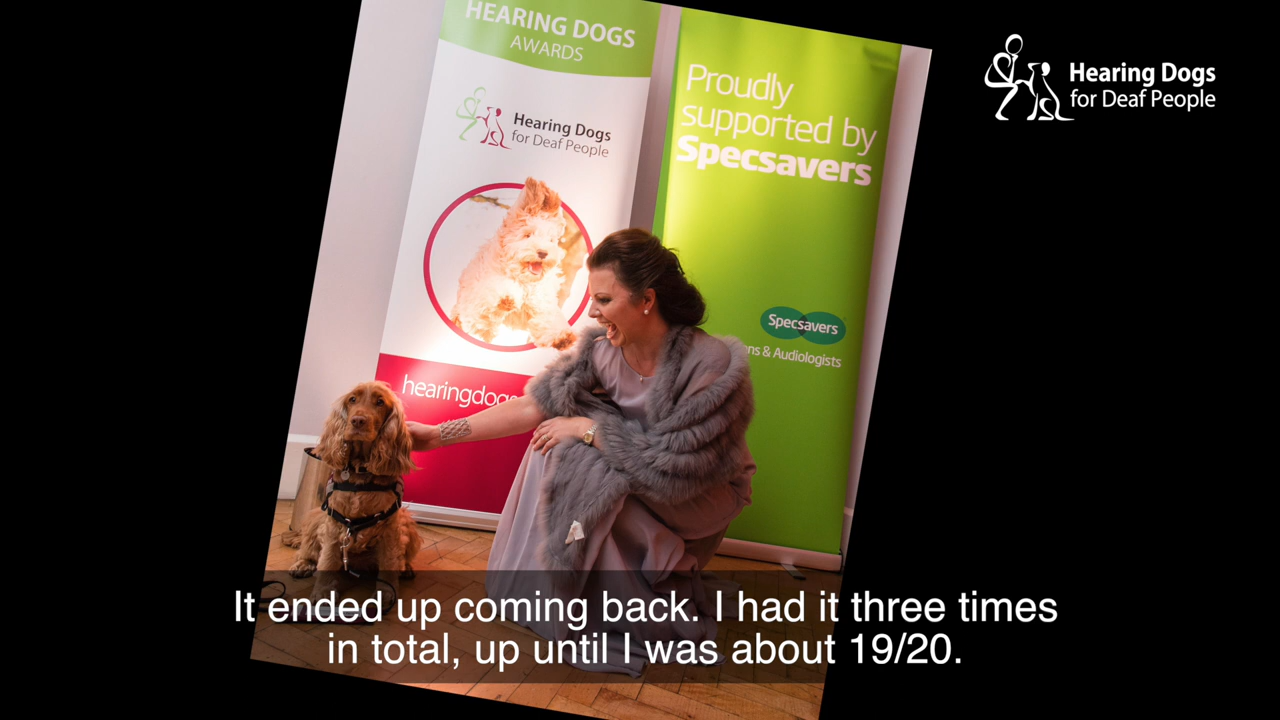 HEARING DOGS
AWARDS
Hearing Dogs
for Deaf People
hearingdogs
Proudly
supported by
Specsavers
Specsavers
ns & Audiologists
Hearing Dogs
for Deaf People
It ended up coming back. I had it three times
in total, up until I was about 19/20.